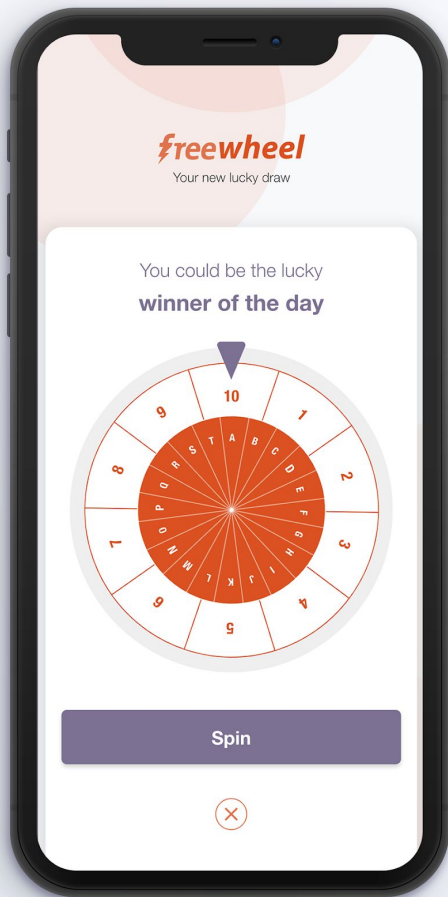 freewheel
Your new lucky draw
You could be the lucky
winner of the day
10
1
2
3
4
5
6
7
8
9
A
B
C
D
E
F
G
H
I
J
K
L
M
N
O
P
Q
R
S
T
Spin